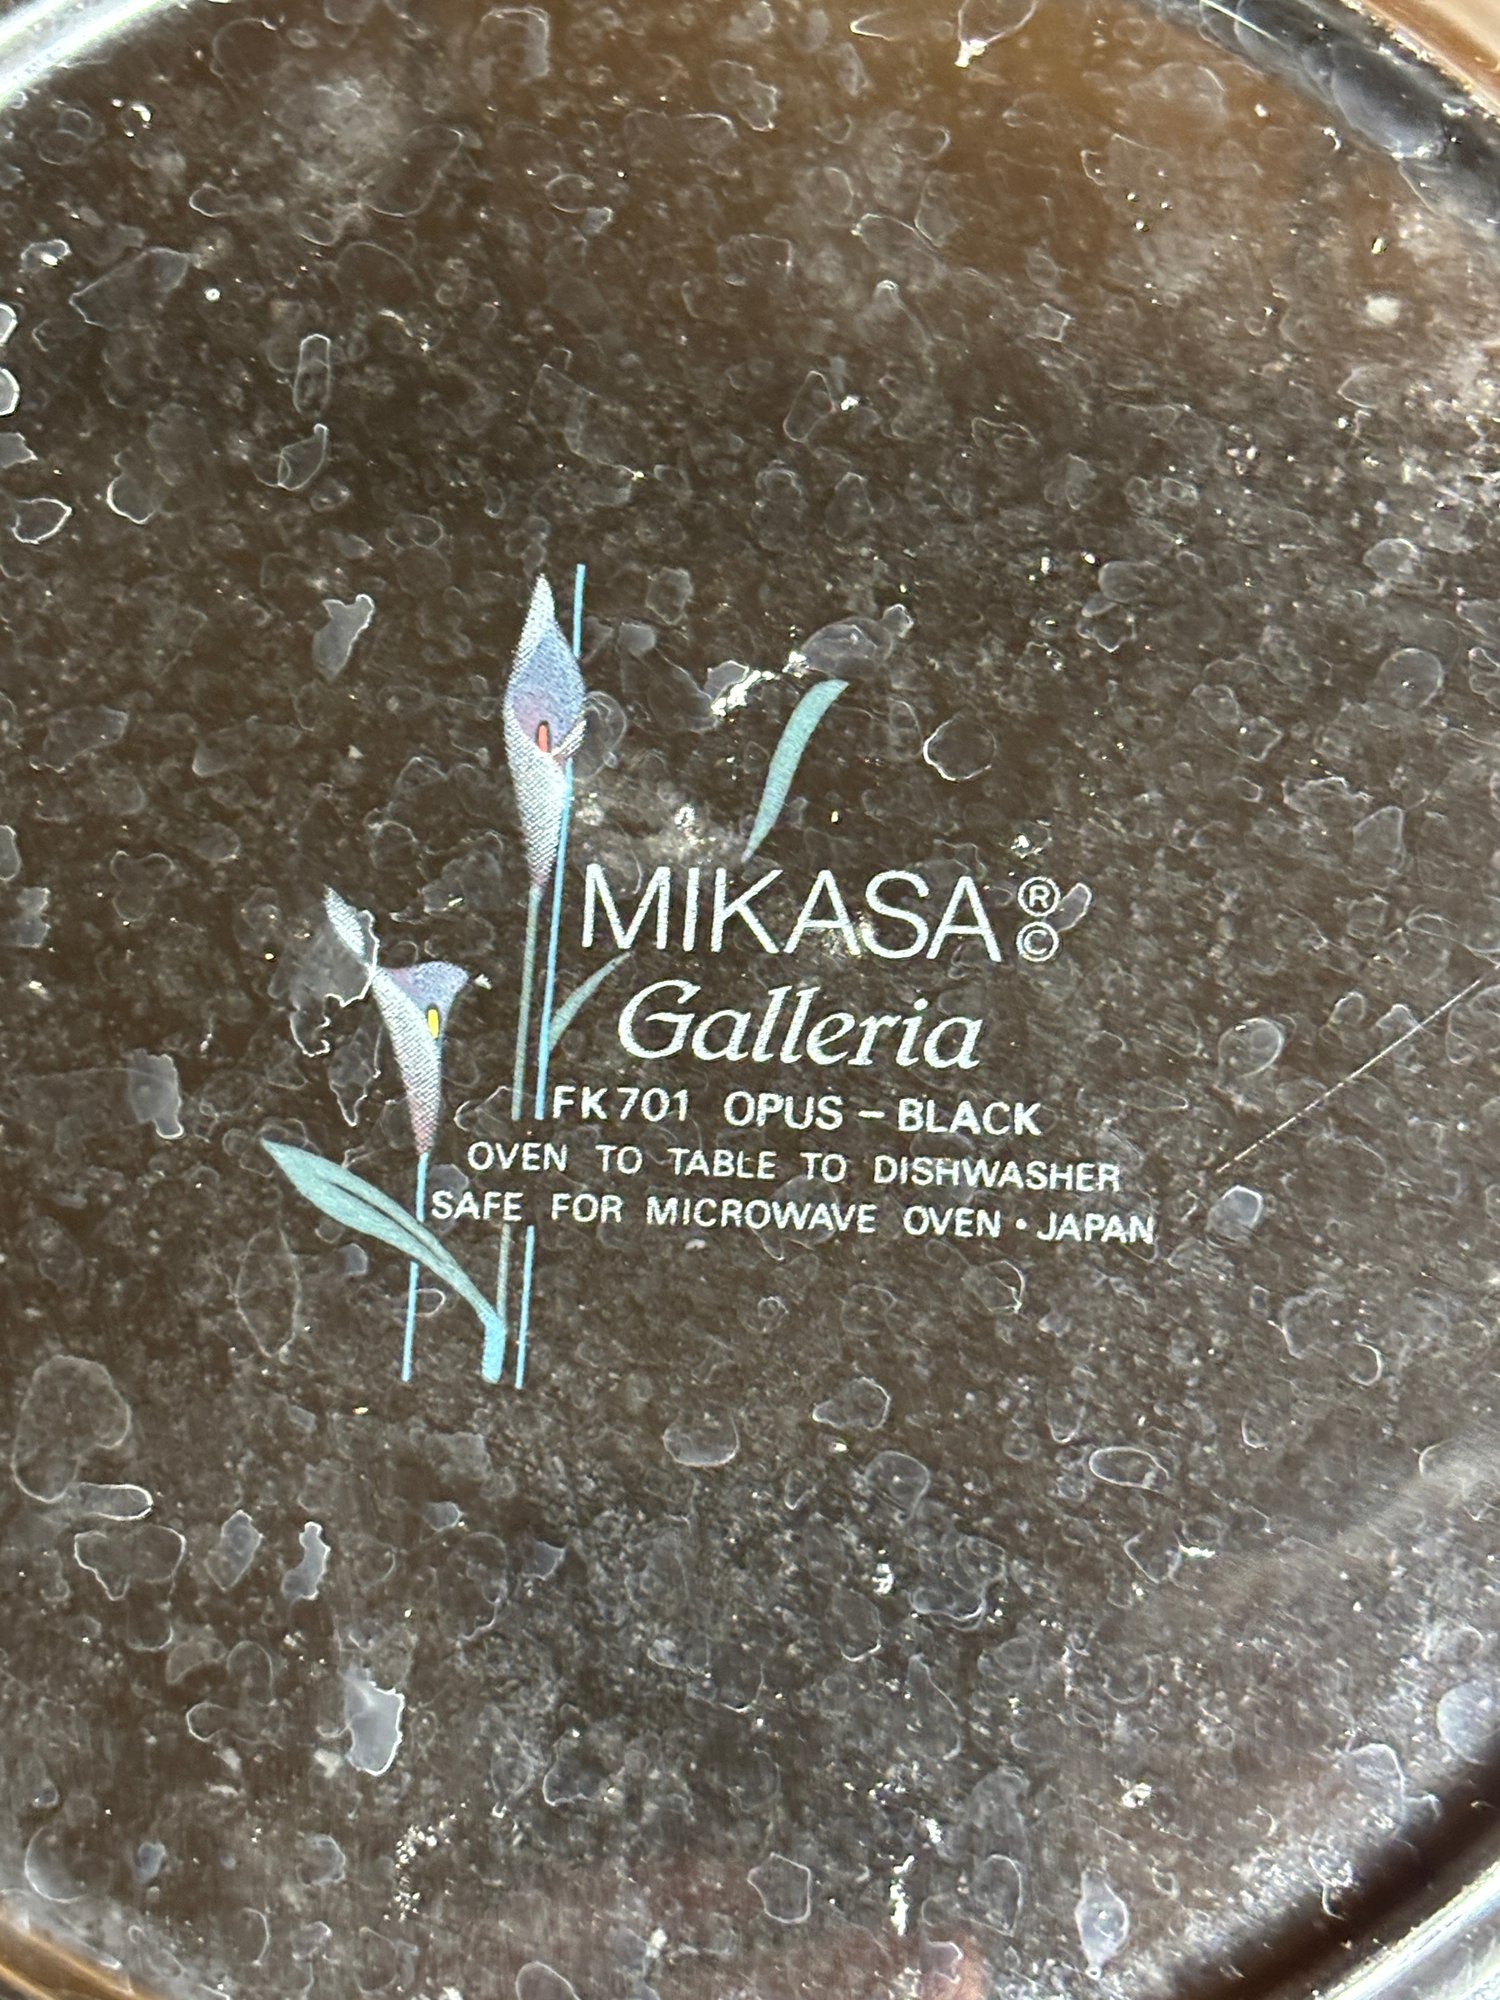 MIKASA ® ©
Galleria
FK701 OPUS – BLACK
OVEN TO TABLE TO DISHWASHER
SAFE FOR MICROWAVE OVEN • JAPAN